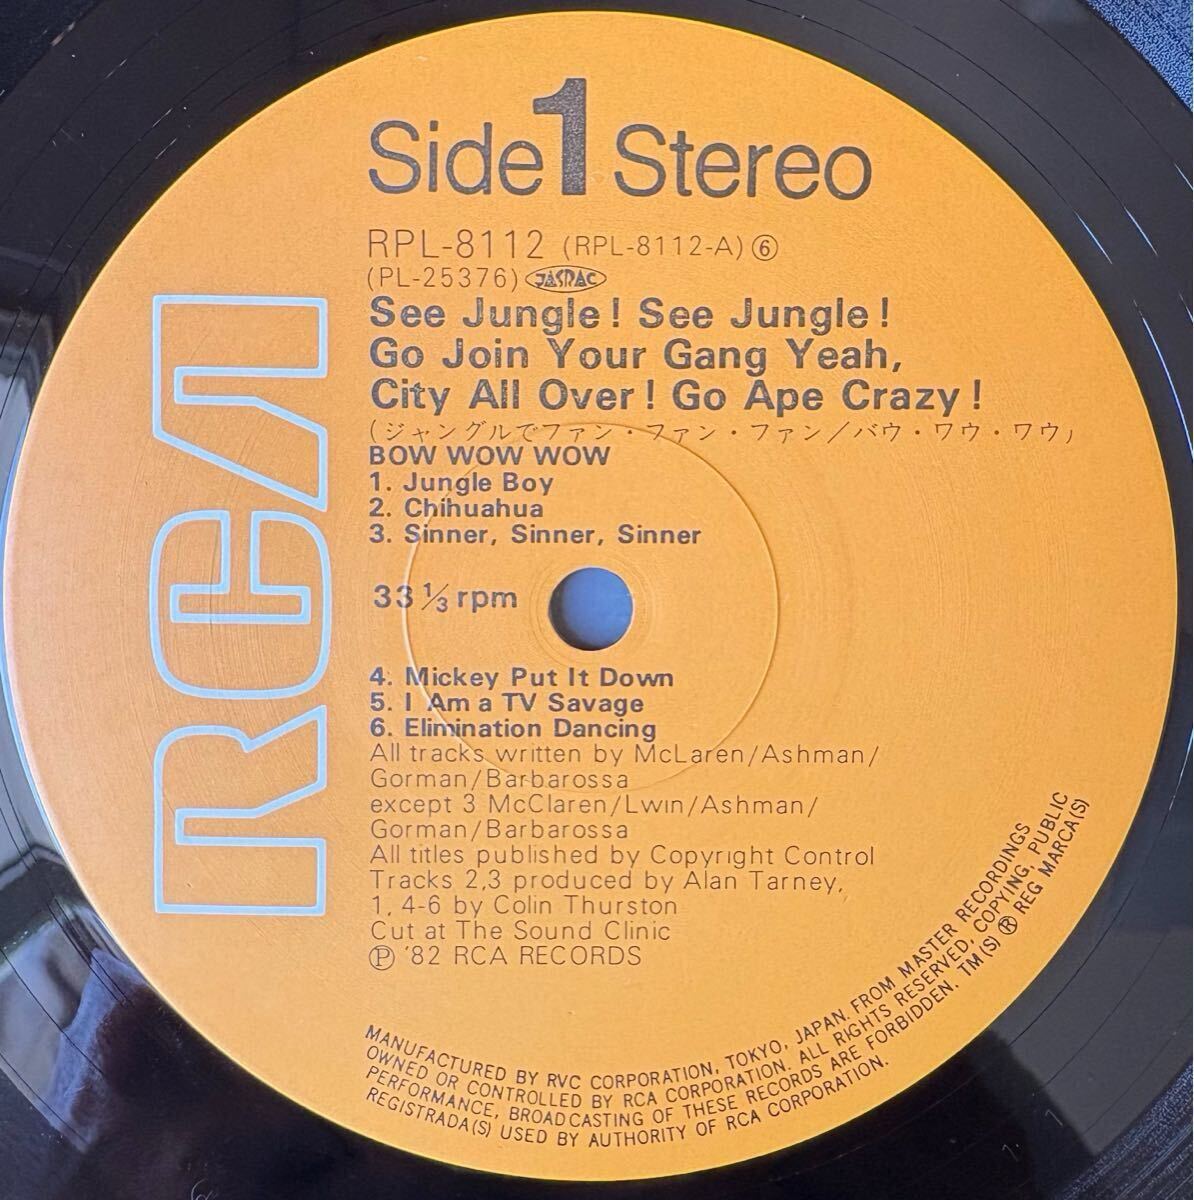 Side 1 Stereo
RPL-8112 (RPL-8112-A) ⑥
(PL-25376) JASRAC
See Jungle! See Jungle!
Go Join Your Gang Yeah,
City All Over! Go Ape Crazy!
(ジャングルでファン・ファン・ファン/バウ・ワウ・ワウ)
BOW WOW WOW
1. Jungle Boy
2. Chihuahua
3. Sinner, Sinner, Sinner
33 1/3 rpm
4. Mickey Put It Down
5. I Am a TV Savage
6. Elimination Dancing
All tracks written by McLaren/Ashman/
Gorman/Barbarossa
except 3 McClaren/Lwin/Ashman/
Gorman/Barbarossa
All titles published by Copyright Control
Tracks 2,3 produced by Alan Tarney,
1, 4-6 by Colin Thurston
Cut at The Sound Clinic
Ⓟ '82 RCA RECORDS
RCA
MANUFACTURED BY RVC CORPORATION, TOKYO, JAPAN. FROM MASTER RECORDINGS
OWNED OR CONTROLLED BY RCA CORPORATION. ALL RIGHTS RESERVED, COPYING, PUBLIC
PERFORMANCE, BROADCASTING OF THESE RECORDS ARE FORBIDDEN. TM(S) ® REG MARCA(S)
REGISTRADA(S) USED BY AUTHORITY OF RCA CORPORATION.